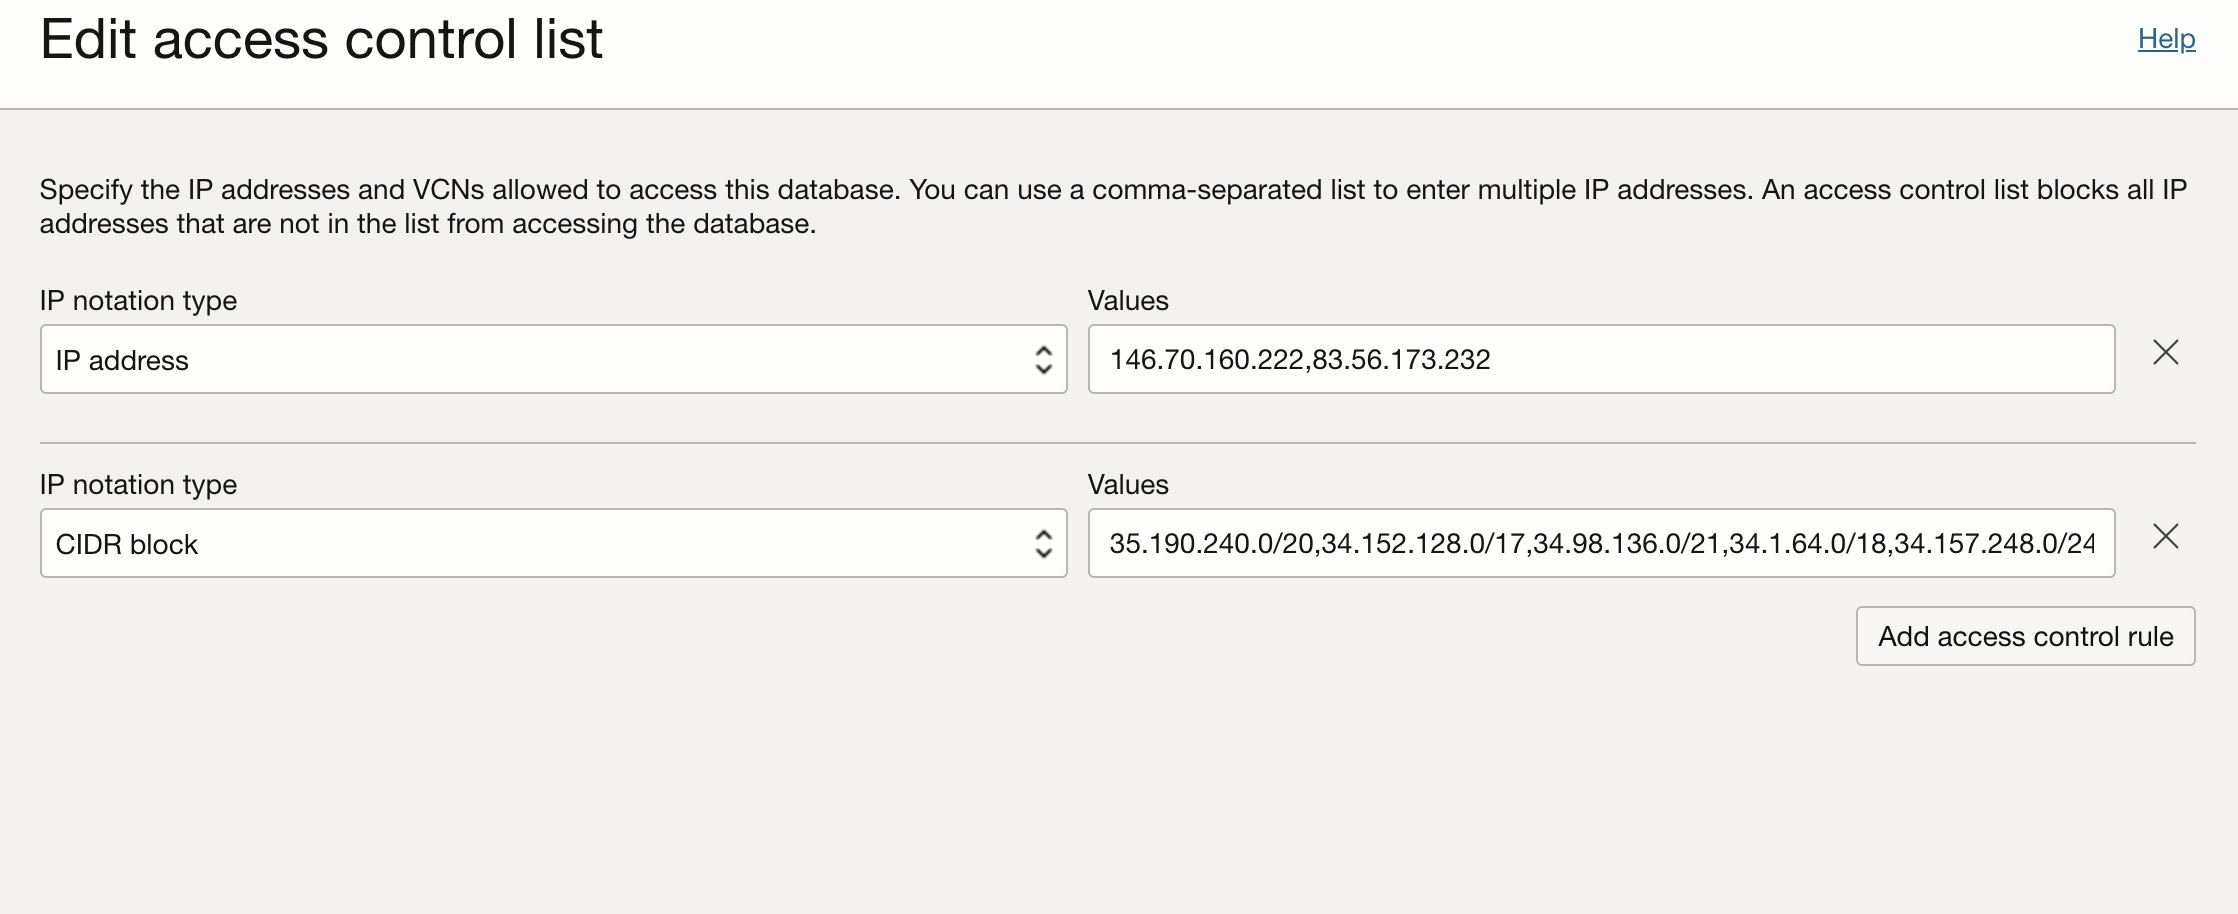 Edit access control list
Help
Specify the IP addresses and VCNs allowed to access this database. You can use a comma-separated list to enter multiple IP addresses. An access control list blocks all IP
addresses that are not in the list from accessing the database.
IP notation type
Values
IP address
146.70.160.222,83.56.173.232
IP notation type
Values
CIDR block
35.190.240.0/20,34.152.128.0/17,34.98.136.0/21,34.1.64.0/18,34.157.248.0/24
Add access control rule